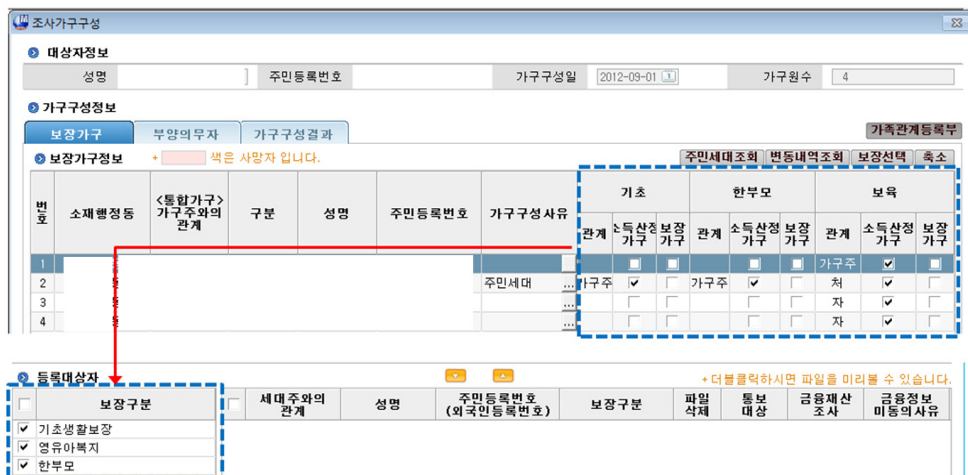 조사가구구성
대상자정보
성명 주민등록번호 가구구성일 2012-09-01 가구원수 4
가구구성정보
보장가구 부양의무자 가구구성결과 가족관계등록부
보장가구정보 + 색은 사망자 입니다. 주민세대조회 변동내역조회 보장선택 축소
번호 소재행정동 <통합가구> 가구주와의 관계 구분 성명 주민등록번호 가구구성사유 기초 한부모 보육
관계 소득산정가구 보장가구 관계 소득산정가구 보장가구 관계 소득산정가구 보장가구
1 가구주
2 주민세대 ... 가구주 가구주 처
3 ... 자
4 ... 자
등록대상자 +더블클릭하시면 파일을 미리볼 수 있습니다.
보장구분 세대주와의 관계 성명 주민등록번호 (외국인등록번호) 보장구분 파일삭제 통보대상 금융재산조사 금융정보 미동의사유
기초생활보장
영유아복지
한부모